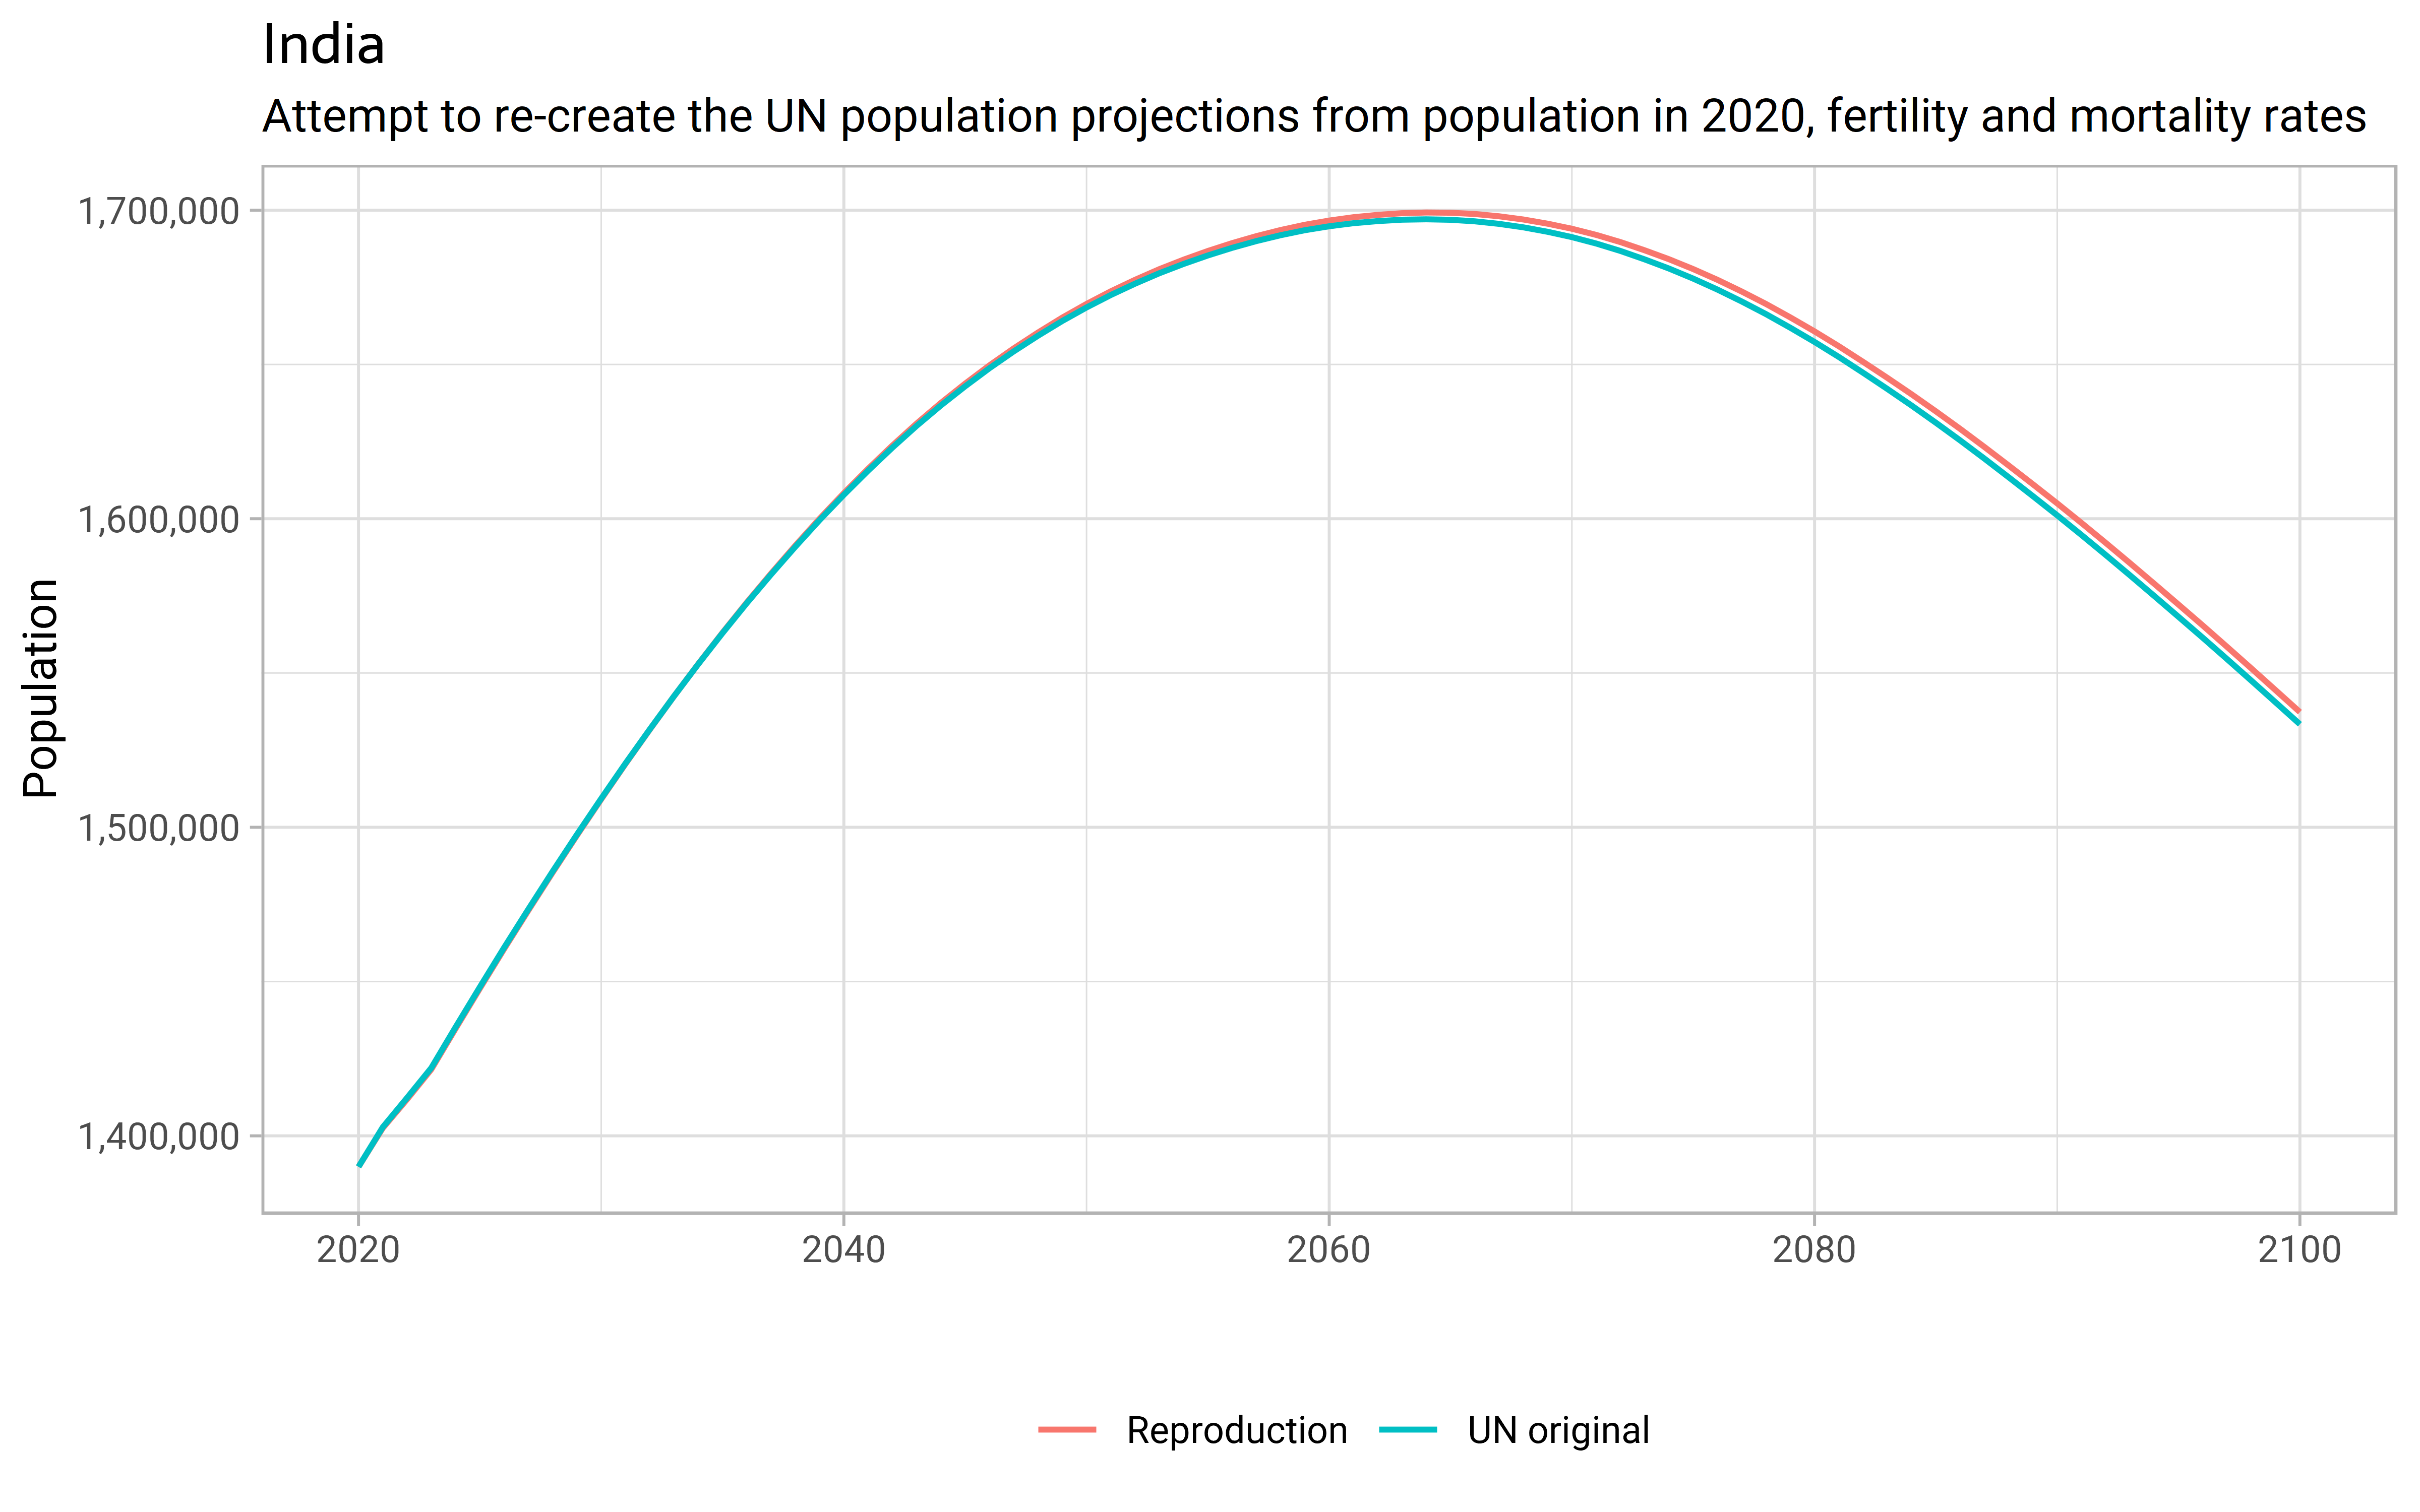 India
Attempt to re-create the UN population projections from population in 2020, fertility and mortality rates
Population
1,700,000
1,600,000
1,500,000
1,400,000
2020 2040 2060 2080 2100
Reproduction UN original